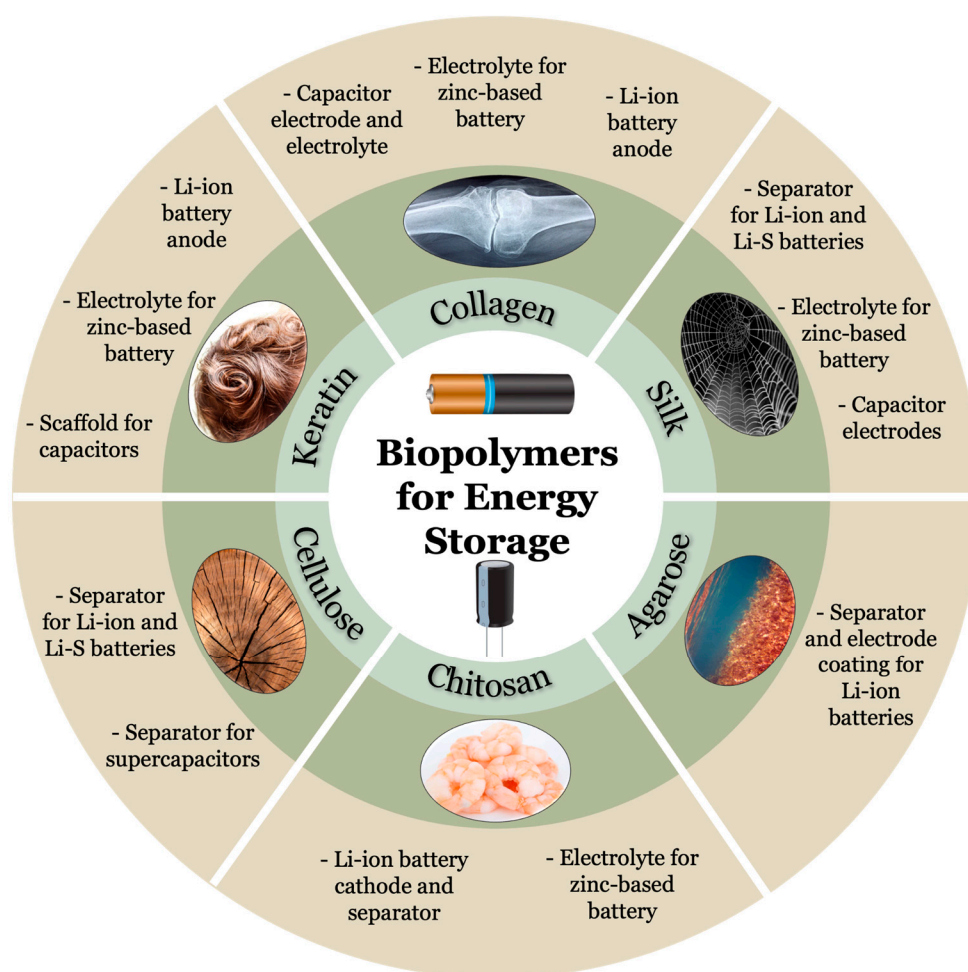 Biopolymers
for Energy
Storage
Collagen
- Capacitor
electrode and
electrolyte
- Electrolyte for
zinc-based
battery
- Li-ion
battery
anode
Silk
- Separator
for Li-ion and
Li-S batteries
- Electrolyte for
zinc-based
battery
- Capacitor
electrodes
Agarose
- Separator
and electrode
coating for
Li-ion
batteries
Chitosan
- Li-ion battery
cathode and
separator
- Electrolyte for
zinc-based
battery
Cellulose
- Separator
for Li-ion and
Li-S batteries
- Separator for
supercapacitors
Keratin
- Li-ion
battery
anode
- Electrolyte for
zinc-based
battery
- Scaffold for
capacitors